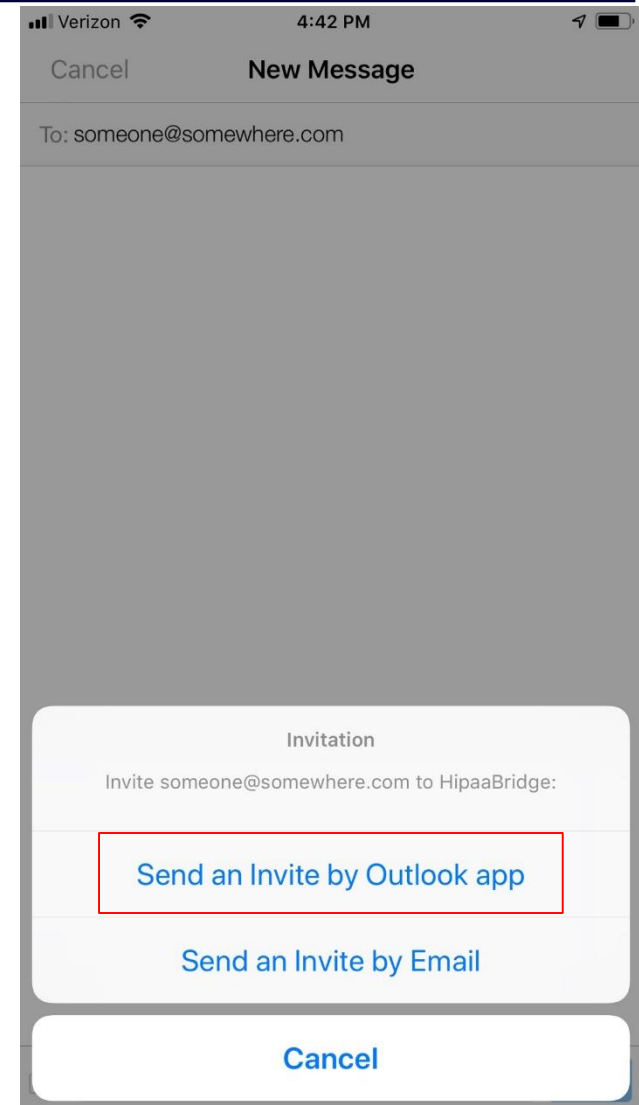 Verizon 4:42 PM
Cancel New Message
To: someone@somewhere.com
Invitation
Invite someone@somewhere.com to HipaaBridge:
Send an Invite by Outlook app
Send an Invite by Email
Cancel